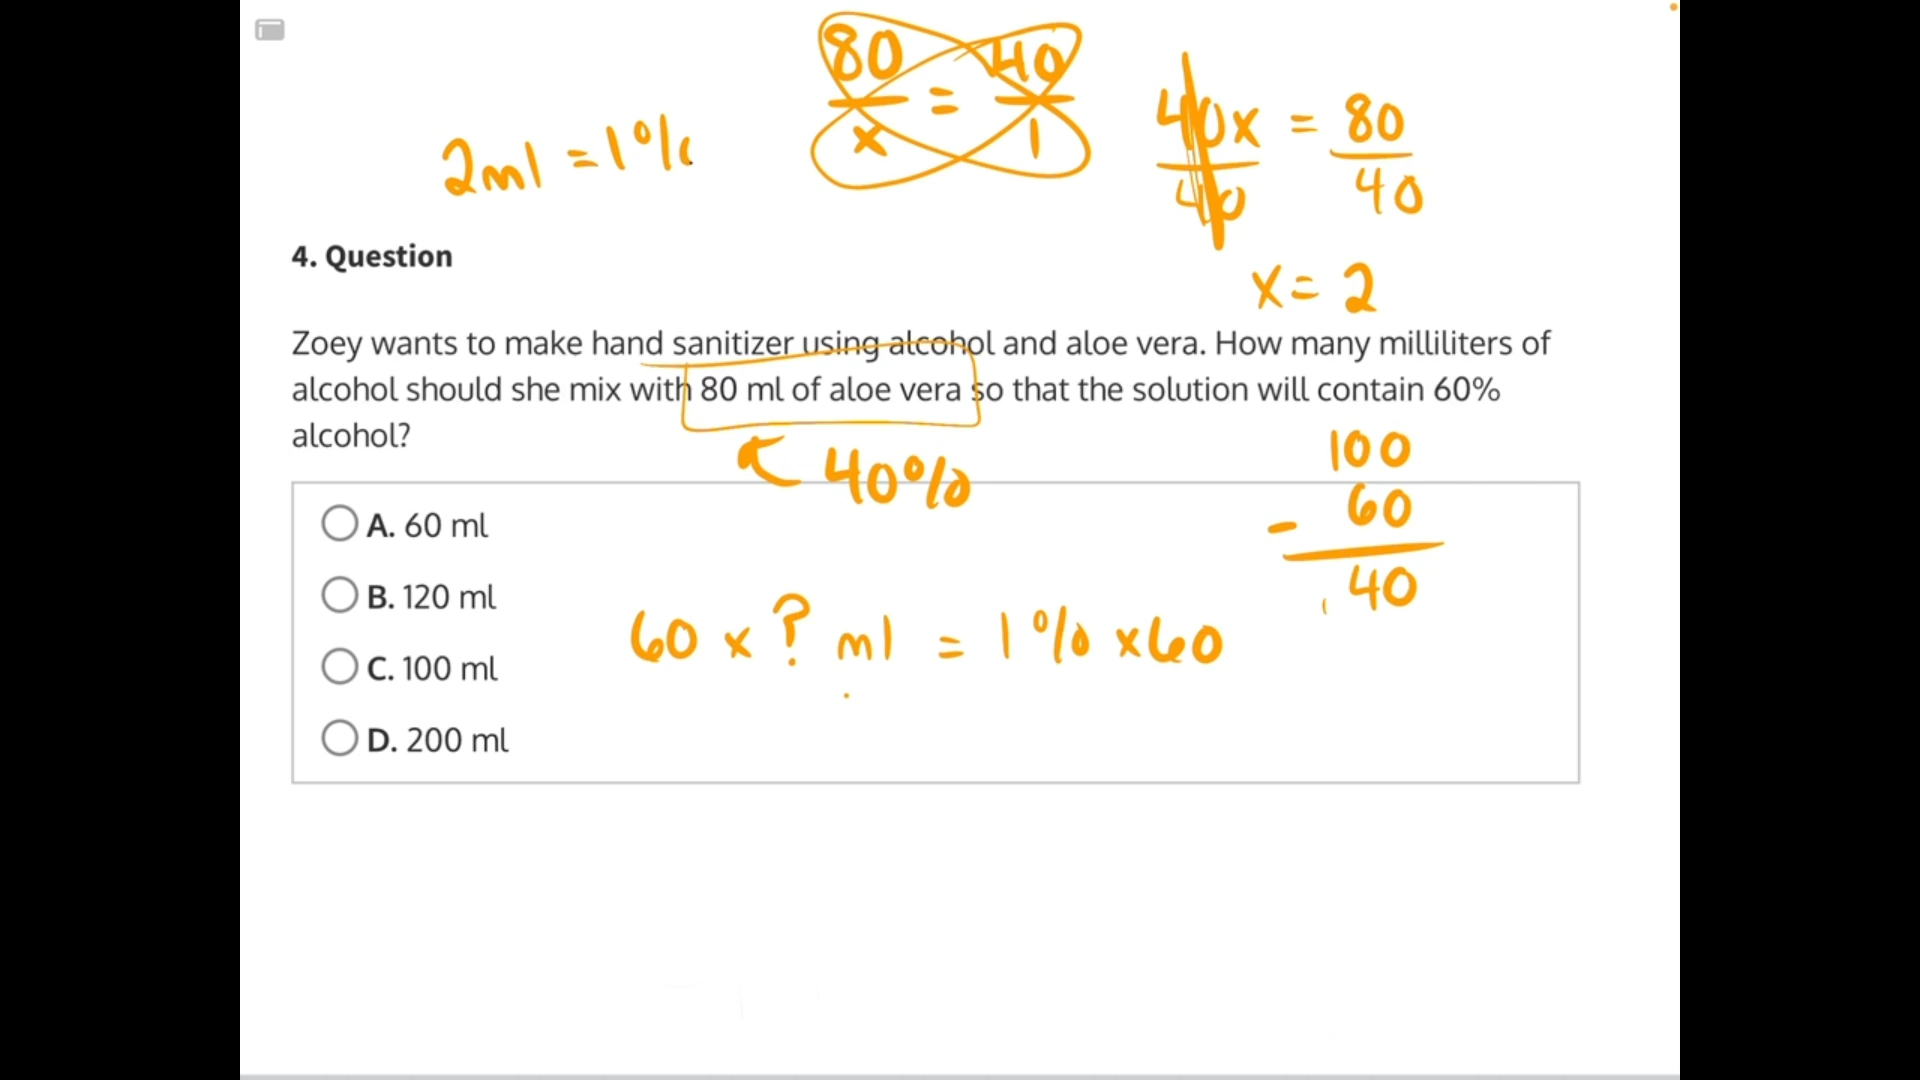 80 = 40
x 1
2ml = 1%
40x = 80
40 40
x = 2
4. Question
Zoey wants to make hand sanitizer using alcohol and aloe vera. How many milliliters of
alcohol should she mix with 80 ml of aloe vera so that the solution will contain 60%
alcohol?
40%
100
- 60
40
A. 60 ml
B. 120 ml
C. 100 ml
D. 200 ml
60 x ? ml = 1% x 60